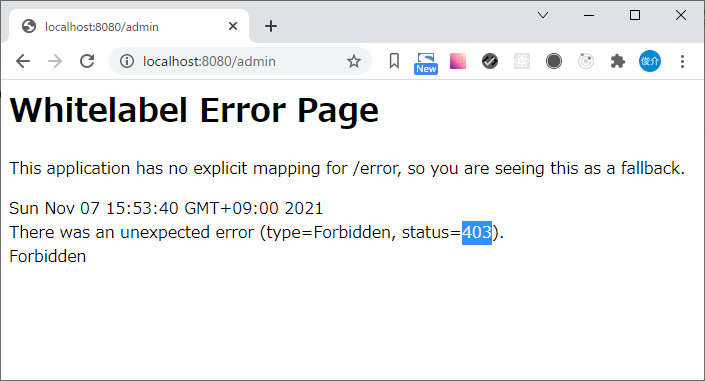 localhost:8080/admin
localhost:8080/admin
New
俊介
Whitelabel Error Page
This application has no explicit mapping for /error, so you are seeing this as a fallback.
Sun Nov 07 15:53:40 GMT+09:00 2021
There was an unexpected error (type=Forbidden, status=403).
Forbidden